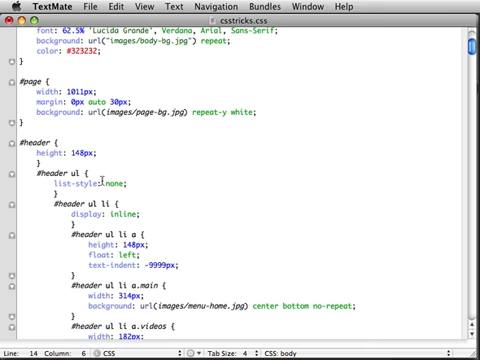 TextMate File Edit View Text Navigation Bundles Window Help
csstricks.css
font: 62.5% 'Lucida Grande', Verdana, Arial, Sans-Serif;
background: url("images/body-bg.jpg") repeat;
color: #323232;
}
#page {
width: 1011px;
margin: 0px auto 30px;
background: url(images/page-bg.jpg) repeat-y white;
}
#header {
height: 148px;
}
#header ul {
list-style: none;
}
#header ul li {
display: inline;
}
#header ul li a {
height: 148px;
float: left;
text-indent: -9999px;
}
#header ul li a.main {
width: 314px;
background: url(images/menu-home.jpg) center bottom no-repeat;
}
#header ul li a.videos {
width: 182px;
Line: 14 Column: 6 CSS Tab Size: 4 CSS: body